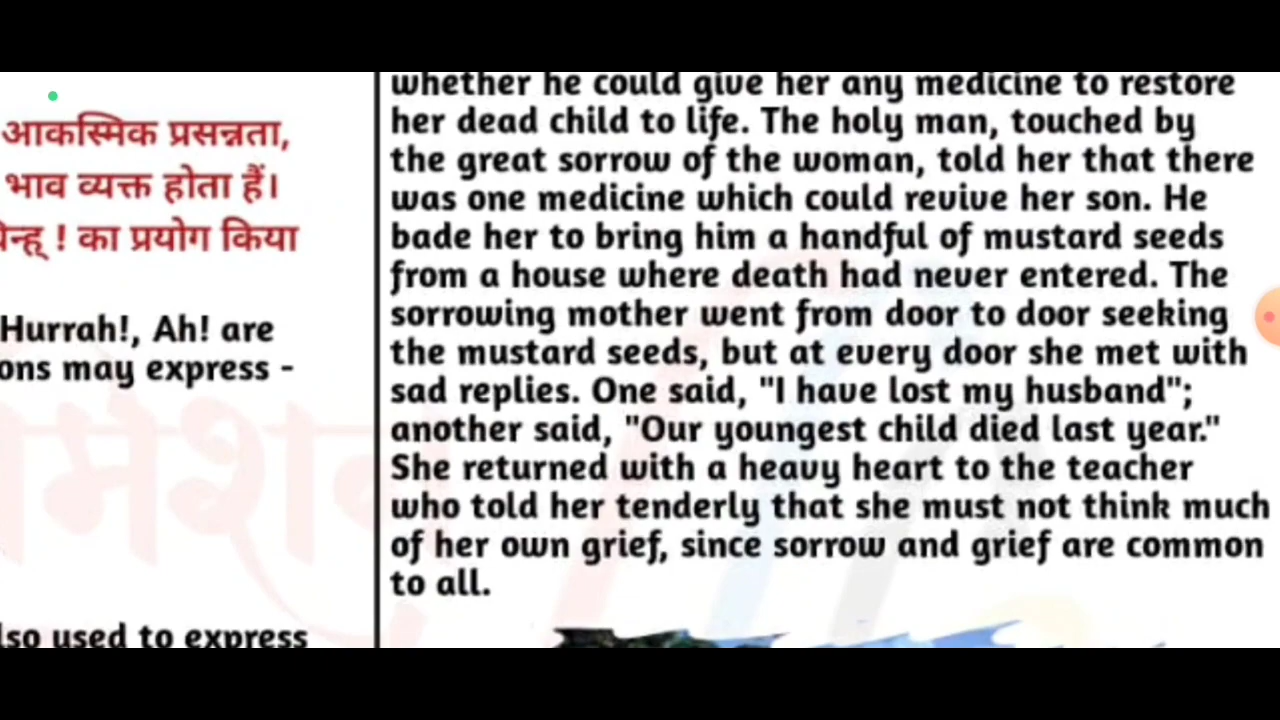 आकस्मिक प्रसन्नता,
भाव व्यक्त होता हैं।
! का प्रयोग किया
Hurrah!, Ah! are
ons may express -
lso used to express
whether he could give her any medicine to restore
her dead child to life. The holy man, touched by
the great sorrow of the woman, told her that there
was one medicine which could revive her son. He
bade her to bring him a handful of mustard seeds
from a house where death had never entered. The
sorrowing mother went from door to door seeking
the mustard seeds, but at every door she met with
sad replies. One said, "I have lost my husband";
another said, "Our youngest child died last year."
She returned with a heavy heart to the teacher
who told her tenderly that she must not think much
of her own grief, since sorrow and grief are common
to all.